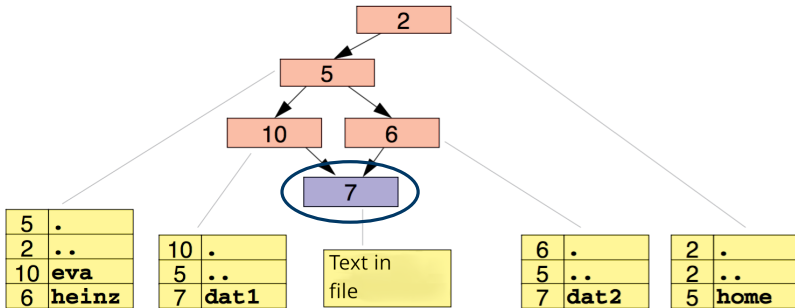 2
5
10
6
7
5 .
2 ..
10 eva
6 heinz
10 .
5 ..
7 dat1
Text in
file
6 .
5 ..
7 dat2
2 .
2 ..
5 home